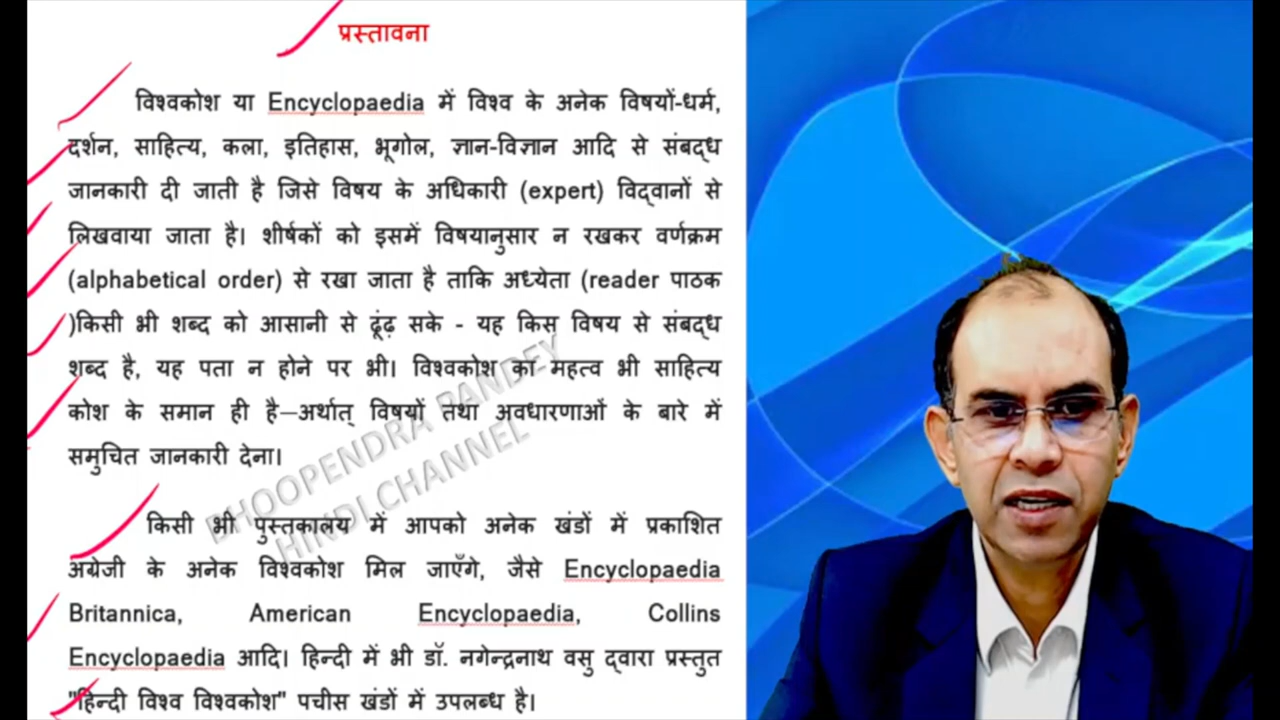 प्रस्तावना
विश्वकोश या Encyclopaedia में विश्व के अनेक विषयों-धर्म,
दर्शन, साहित्य, कला, इतिहास, भूगोल, ज्ञान-विज्ञान आदि से संबद्ध
जानकारी दी जाती है जिसे विषय के अधिकारी (expert) विद्वानों से
लिखवाया जाता है। शीर्षकों को इसमें विषयानुसार न रखकर वर्णक्रम
(alphabetical order) से रखा जाता है ताकि अध्येता (reader पाठक
)किसी भी शब्द को आसानी से ढूंढ़ सके - यह किस विषय से संबद्ध
शब्द है, यह पता न होने पर भी। विश्वकोश का महत्व भी साहित्य
कोश के समान ही है—अर्थात् विषयों तथा अवधारणाओं के बारे में
समुचित जानकारी देना।
किसी भी पुस्तकालय में आपको अनेक खंडों में प्रकाशित
अंग्रेजी के अनेक विश्वकोश मिल जाएँगे, जैसे Encyclopaedia
Britannica, American Encyclopaedia, Collins
Encyclopaedia आदि। हिन्दी में भी डॉ. नगेन्द्रनाथ वसु द्वारा प्रस्तुत
"हिन्दी विश्व विश्वकोश" पचीस खंडों में उपलब्ध है।
BHOOPENDRA PANDEY
HINDI CHANNEL